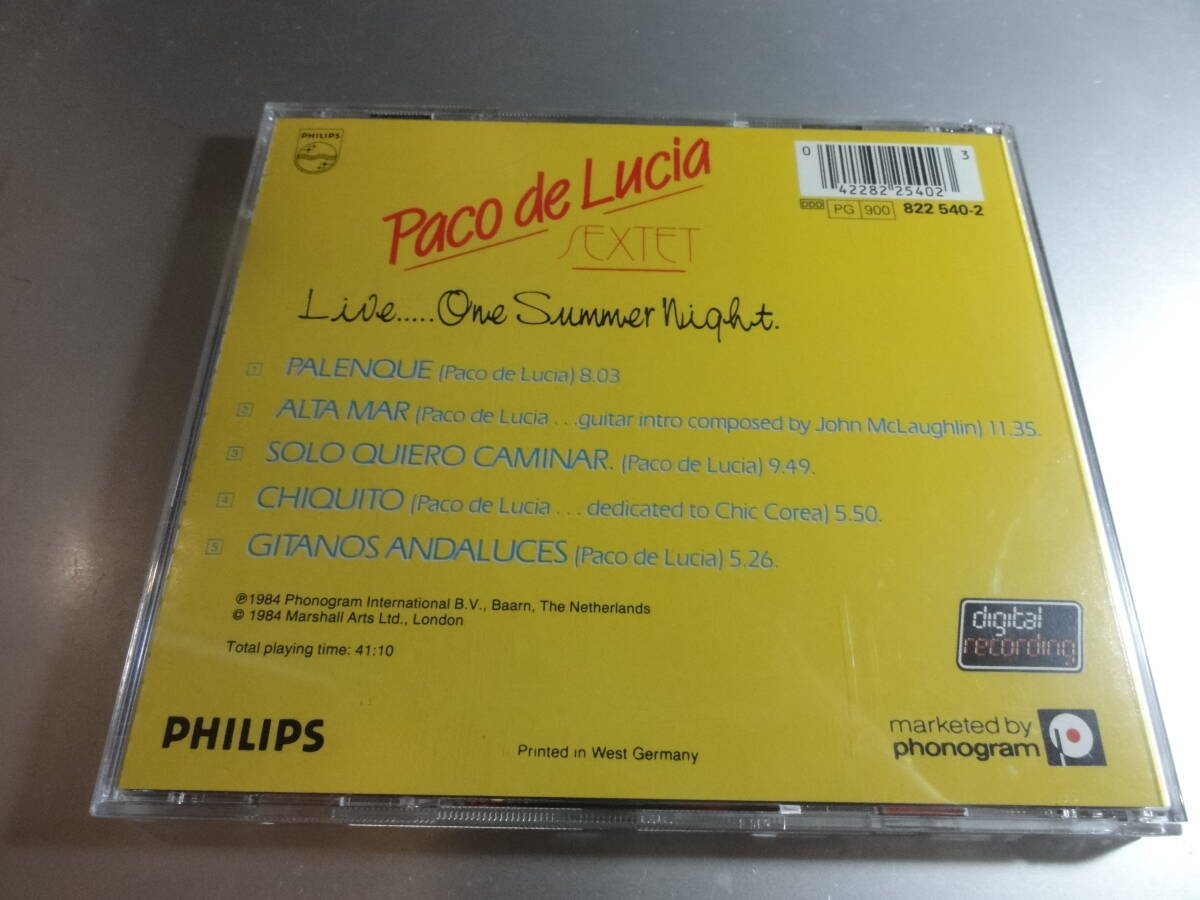 PHILIPS
Paco de Lucia
SEXTET
0 42282 25402 3
DDD PG 900 822 540-2
Live.....One Summer Night.
1 PALENQUE (Paco de Lucia) 8.03
2 ALTA MAR (Paco de Lucia ...guitar intro composed by John McLaughlin) 11.35.
3 SOLO QUIERO CAMINAR. (Paco de Lucia) 9.49.
4 CHIQUITO (Paco de Lucia ... dedicated to Chic Corea) 5.50.
5 GITANOS ANDALUCES (Paco de Lucia) 5.26.
℗1984 Phonogram International B.V., Baarn, The Netherlands
© 1984 Marshall Arts Ltd., London
Total playing time: 41:10
digital
recording
PHILIPS
Printed in West Germany
marketed by
phonogram